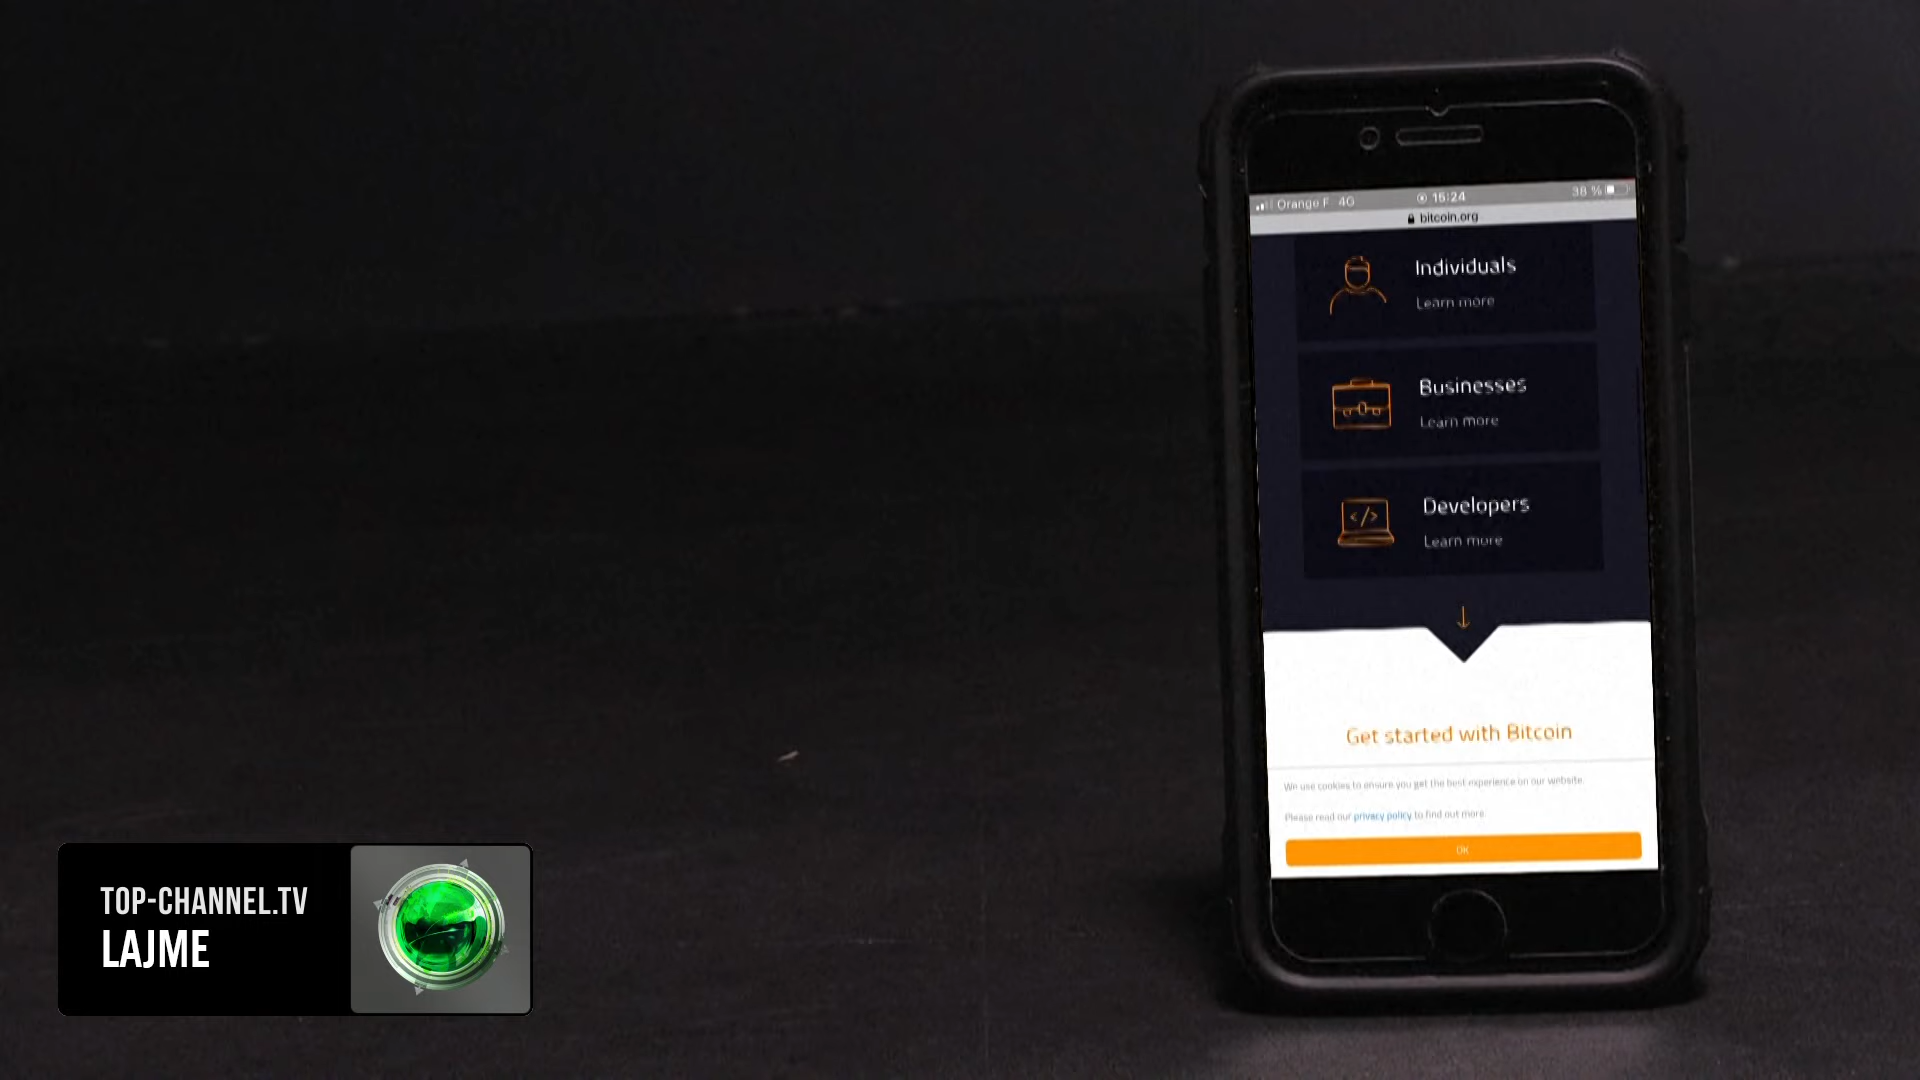 Orange F 4G 15:24 38 %
bitcoin.org
Individuals
Learn more
Businesses
Learn more
</>
Developers
Learn more
Get started with Bitcoin
We use cookies to ensure you get the best experience on our website.
Please read our privacy policy to find out more.
OK
TOP-CHANNEL.TV
LAJME